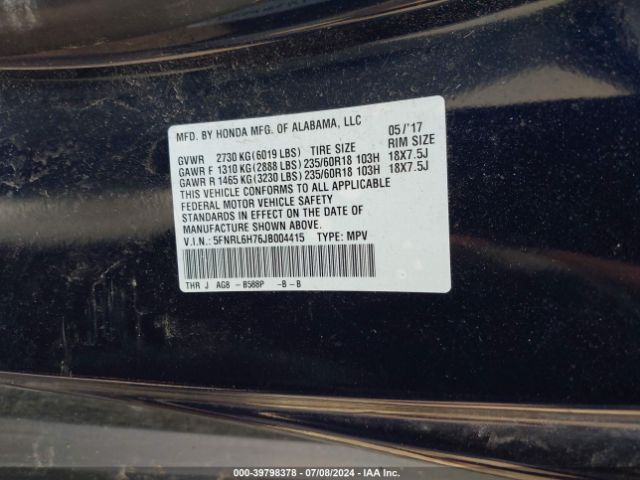 MFD. BY HONDA MFG. OF ALABAMA, LLC 05/'17
GVWR 2730 KG(6019 LBS) TIRE SIZE RIM SIZE
GAWR F 1310 KG(2888 LBS) 235/60R18 103H 18X7.5J
GAWR R 1465 KG(3230 LBS) 235/60R18 103H 18X7.5J
THIS VEHICLE CONFORMS TO ALL APPLICABLE
FEDERAL MOTOR VEHICLE SAFETY
STANDARDS IN EFFECT ON THE DATE OF
MANUFACTURE SHOWN ABOVE.
V.I.N.: 5FNRL6H76JB004415 TYPE: MPV
THR J AG8 - B588P -B - B
000-39798378 / 07/08/2024 - IAA Inc.